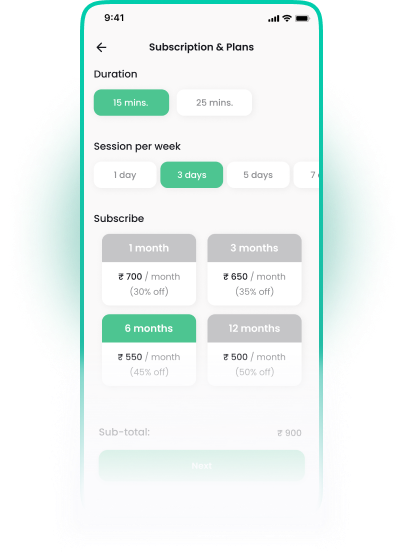 9:41
Subscription & Plans
Duration
15 mins. 25 mins.
Session per week
1 day 3 days 5 days 7
Subscribe
1 month 3 months
₹ 700 / month ₹ 650 / month
(30% off) (35% off)
6 months 12 months
₹ 550 / month ₹ 500 / month
(45% off) (50% off)
Sub-total: ₹ 900
Next